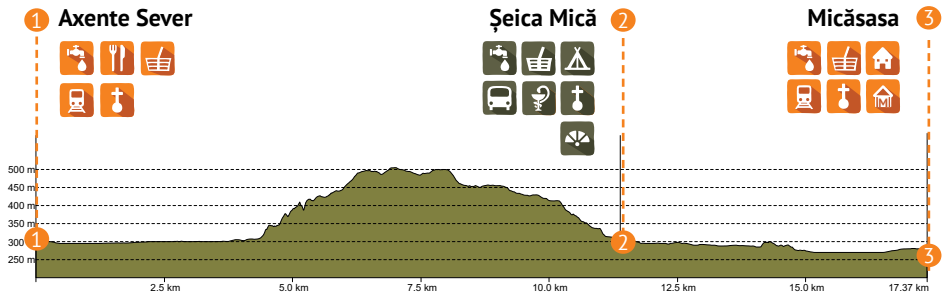 1 Axente Sever
Șeica Mică 2
Micăsasa 3
500 m
450 m
400 m
350 m
300 m
250 m
1
2
3
2.5 km
5.0 km
7.5 km
10.0 km
12.5 km
15.0 km
17.37 km